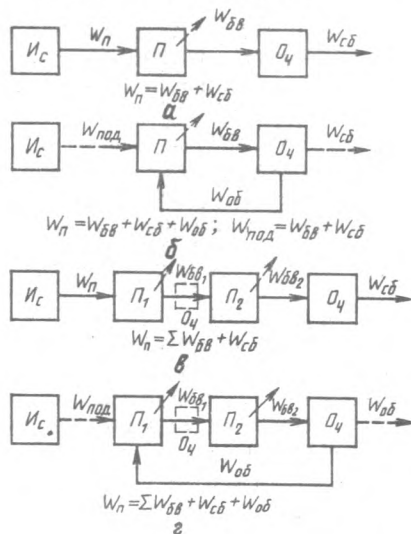 Ис Wп П Wбв Оч Wсб
Wп = Wбв + Wсб
а
Ис Wпод П Wбв Оч Wсб
Wоб
Wп = Wбв + Wсб + Wоб ; Wпод = Wбв + Wсб
б
Ис Wп П1 Wбв1 Оч П2 Wбв2 Оч Wсб
Wп = ΣWбв + Wсб
в
Ис. Wпод П1 Wбв1 Оч П2 Wбв2 Оч Wоб
Wоб
Wп = ΣWбв + Wсб + Wоб
г